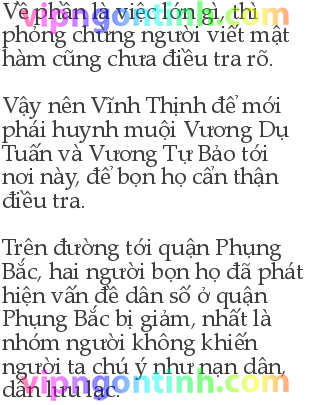 Về phần là việc lớn gì, thì
phỏng chừng người viết mật
hàm cũng chưa điều tra rõ.
Vậy nên Vĩnh Thịnh đế mới
phái huynh muội Vương Dụ
Tuấn và Vương Tự Bảo tới
nơi này, để bọn họ cẩn thận
điều tra.
Trên đường tới quận Phụng
Bắc, hai người bọn họ đã phát
hiện vấn đề dân số ở quận
Phụng Bắc bị giảm, nhất là
nhóm người không khiến
người ta chú ý như nạn dân,
dân lưu lạc.
vipngontinh.com
vipngontinh.com